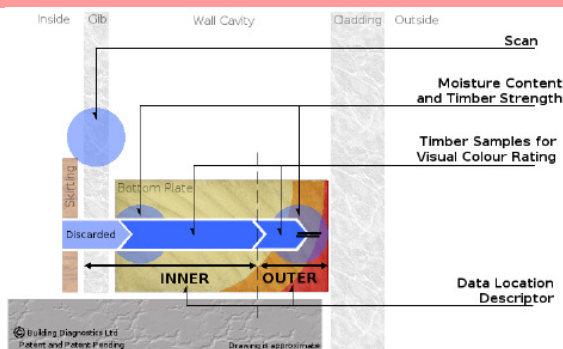 Inside Gib Wall Cavity Cladding Outside
Scan
Moisture Content
and Timber Strength
Timber Samples for
Visual Colour Rating
Skirting
Bottom Plate
Discarded
INNER OUTER
Data Location
Descriptor
© Building Diagnostics Ltd
Patent and Patent Pending Drawing is approximate